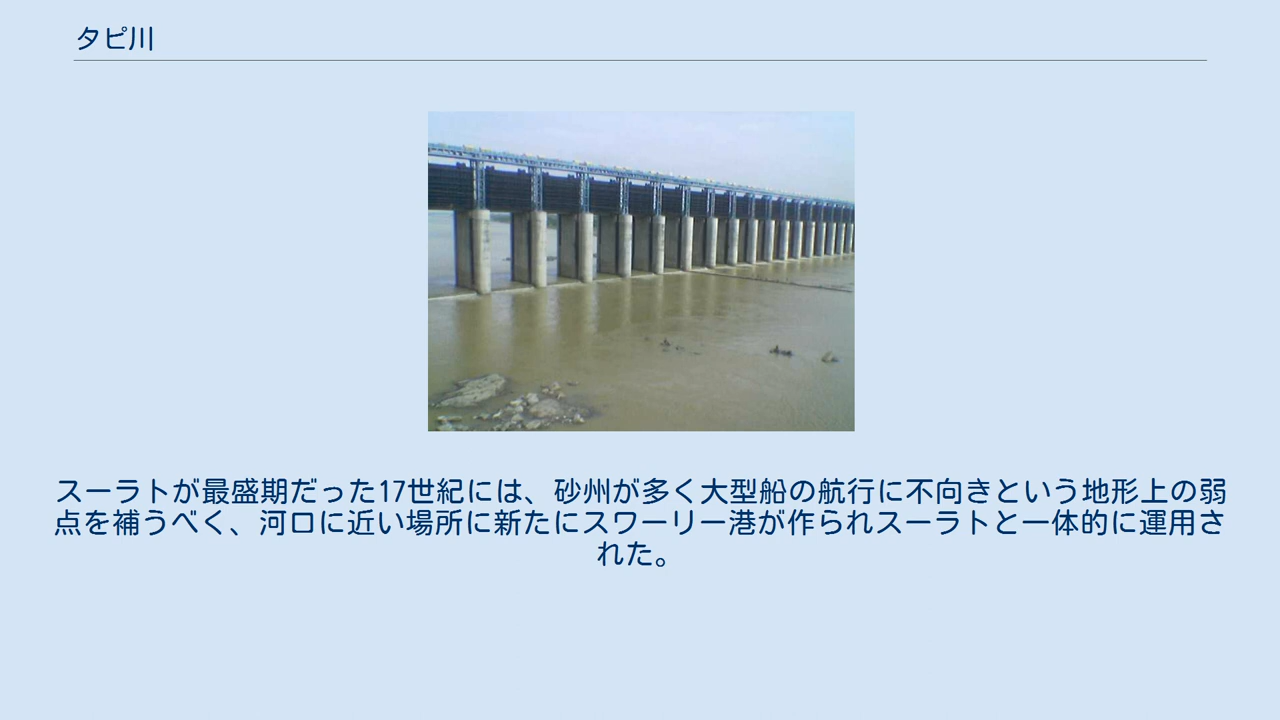 タピ川
スーラトが最盛期だった17世紀には、砂州が多く大型船の航行に不向きという地形上の弱
点を補うべく、河口に近い場所に新たにスワーリー港が作られスーラトと一体的に運用さ
れた。